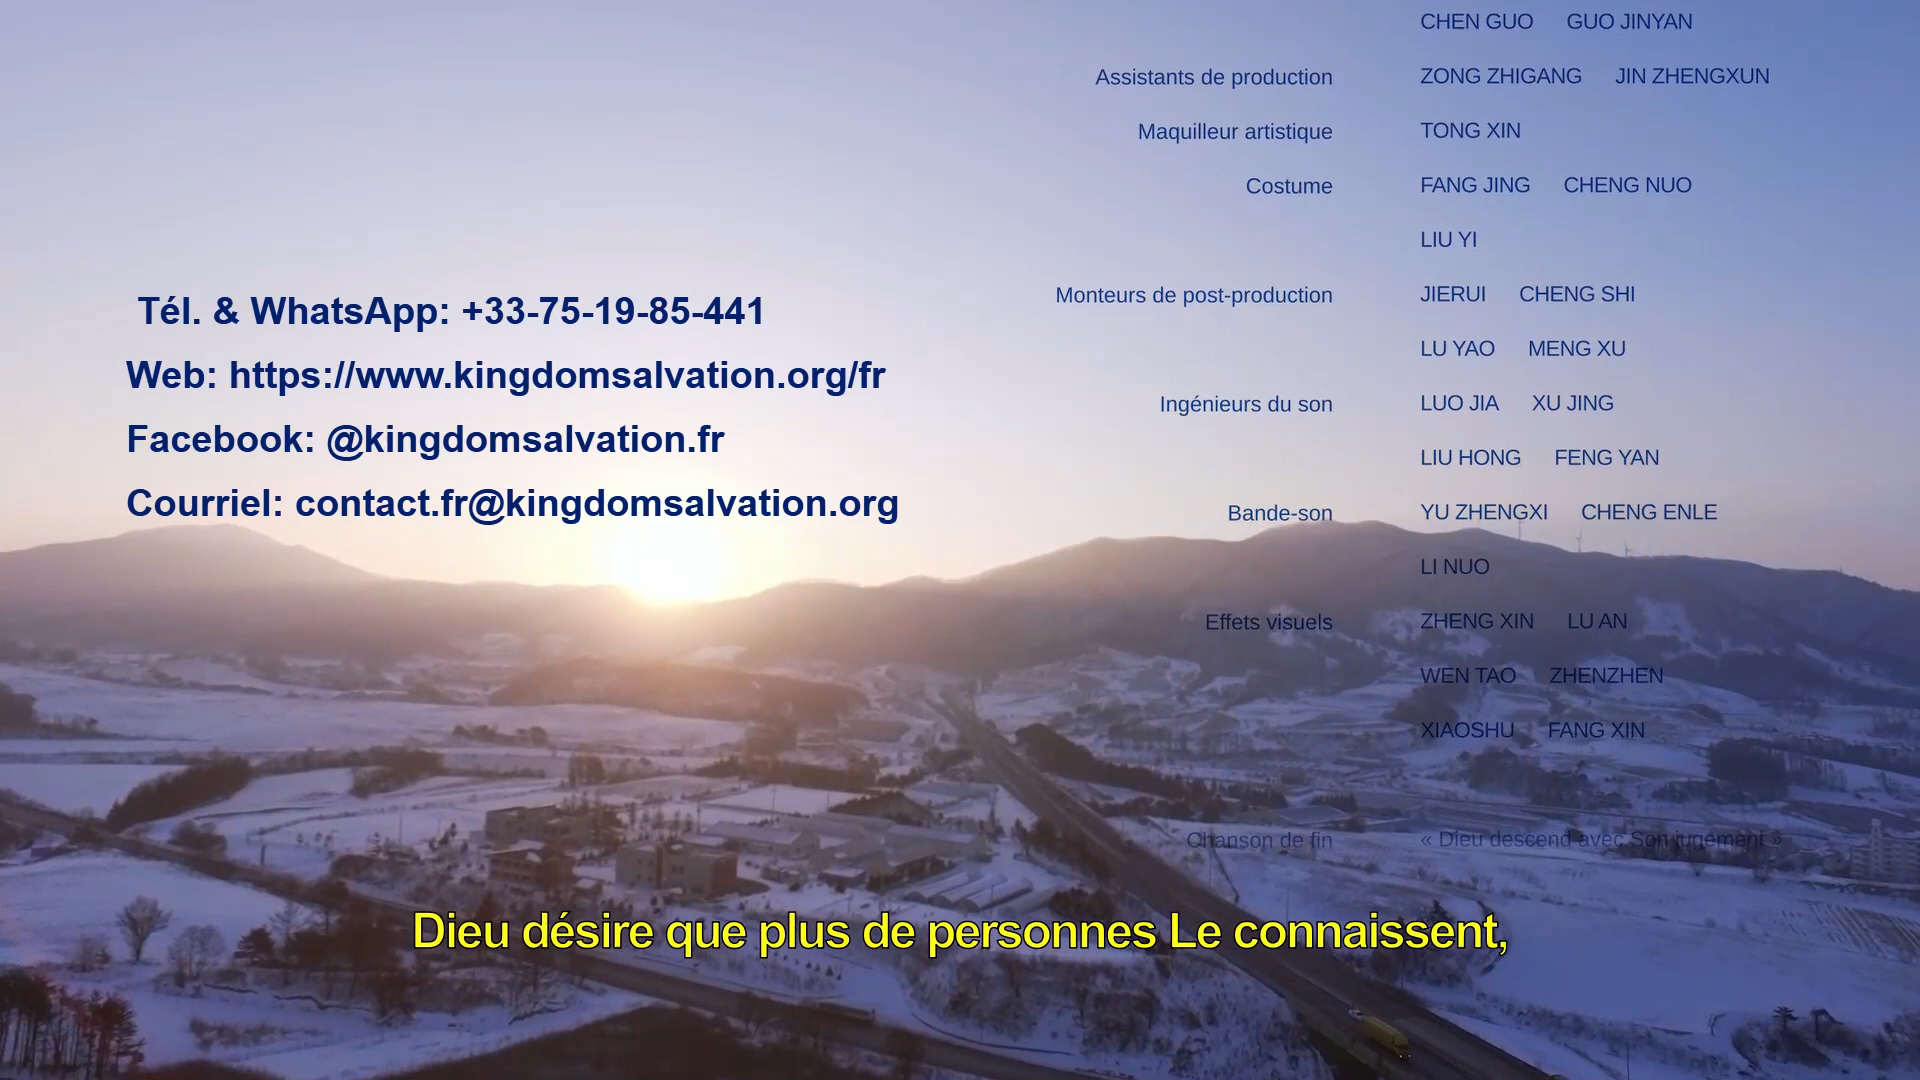 CHEN GUO GUO JINYAN
Assistants de production ZONG ZHIGANG JIN ZHENGXUN
Maquilleur artistique TONG XIN
Costume FANG JING CHENG NUO
LIU YI
Monteurs de post-production JIERUI CHENG SHI
LU YAO MENG XU
Ingénieurs du son LUO JIA XU JING
LIU HONG FENG YAN
Bande-son YU ZHENGXI CHENG ENLE
LI NUO
Effets visuels ZHENG XIN LU AN
WEN TAO ZHENZHEN
XIAOSHU FANG XIN
Chanson de fin « Dieu descend avec Son jugement »
Tél. & WhatsApp: +33-75-19-85-441
Web: https://www.kingdomsalvation.org/fr
Facebook: @kingdomsalvation.fr
Courriel: contact.fr@kingdomsalvation.org
Dieu désire que plus de personnes Le connaissent,